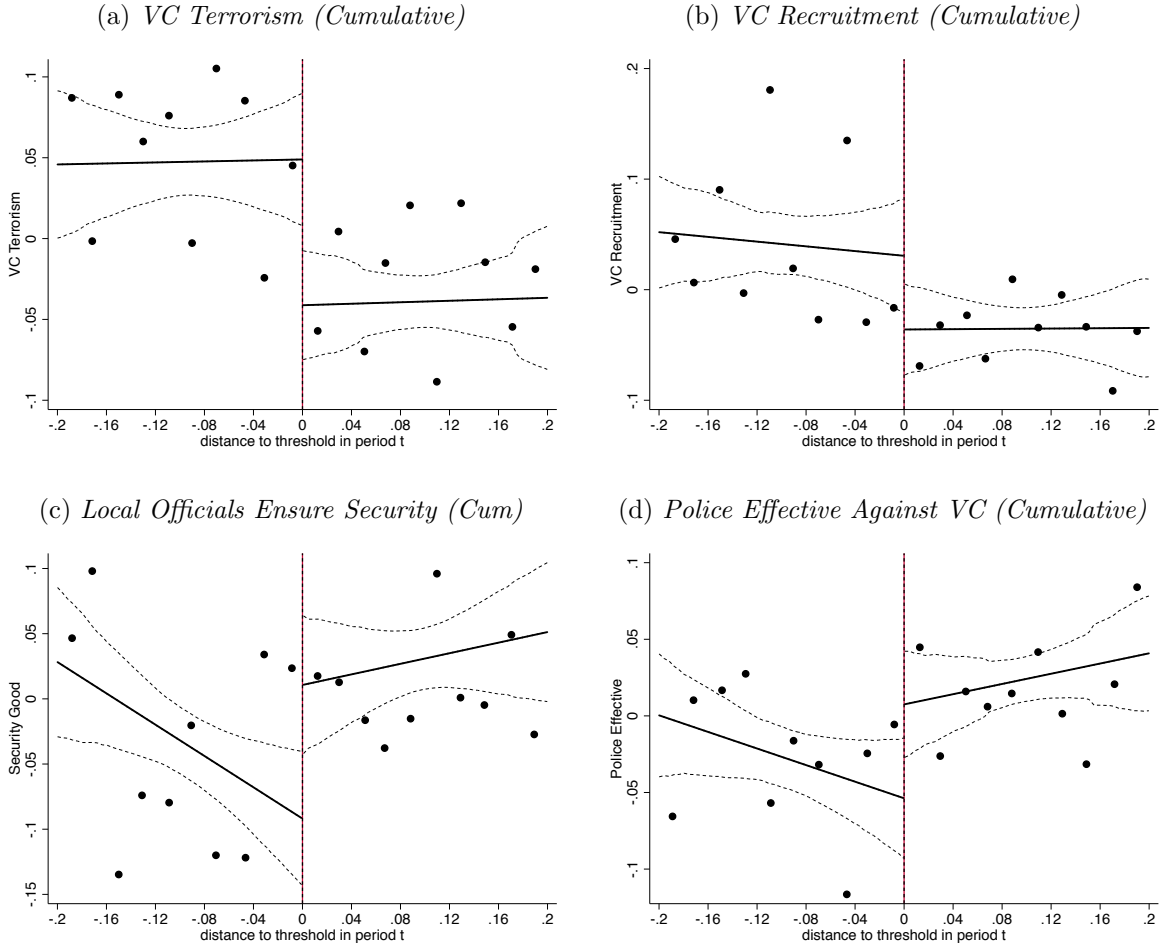 (a) VC Terrorism (Cumulative)
VC Terrorism
.1
.05
0
-.05
-.1
-.2 -.16 -.12 -.08 -.04 0 .04 .08 .12 .16 .2
distance to threshold in period t
(b) VC Recruitment (Cumulative)
VC Recruitment
.2
.1
0
-.1
-.2 -.16 -.12 -.08 -.04 0 .04 .08 .12 .16 .2
distance to threshold in period t
(c) Local Officials Ensure Security (Cum)
Security Good
.1
.05
0
-.05
-.1
-.15
-.2 -.16 -.12 -.08 -.04 0 .04 .08 .12 .16 .2
distance to threshold in period t
(d) Police Effective Against VC (Cumulative)
Police Effective
.1
.05
0
-.05
-.1
-.2 -.16 -.12 -.08 -.04 0 .04 .08 .12 .16 .2
distance to threshold in period t